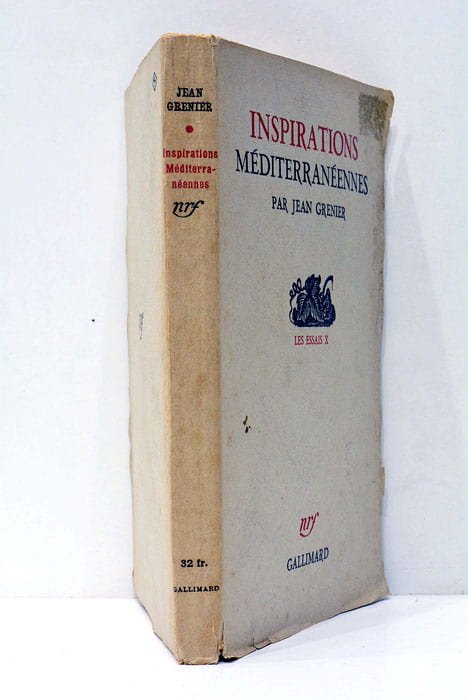 JEAN
GRENIER
Inspirations
Méditerra-
néennes
nrf
32 fr.
GALLIMARD
INSPIRATIONS
MÉDITERRANÉENNES
PAR JEAN GRENIER
LES ESSAIS X
nrf
GALLIMARD